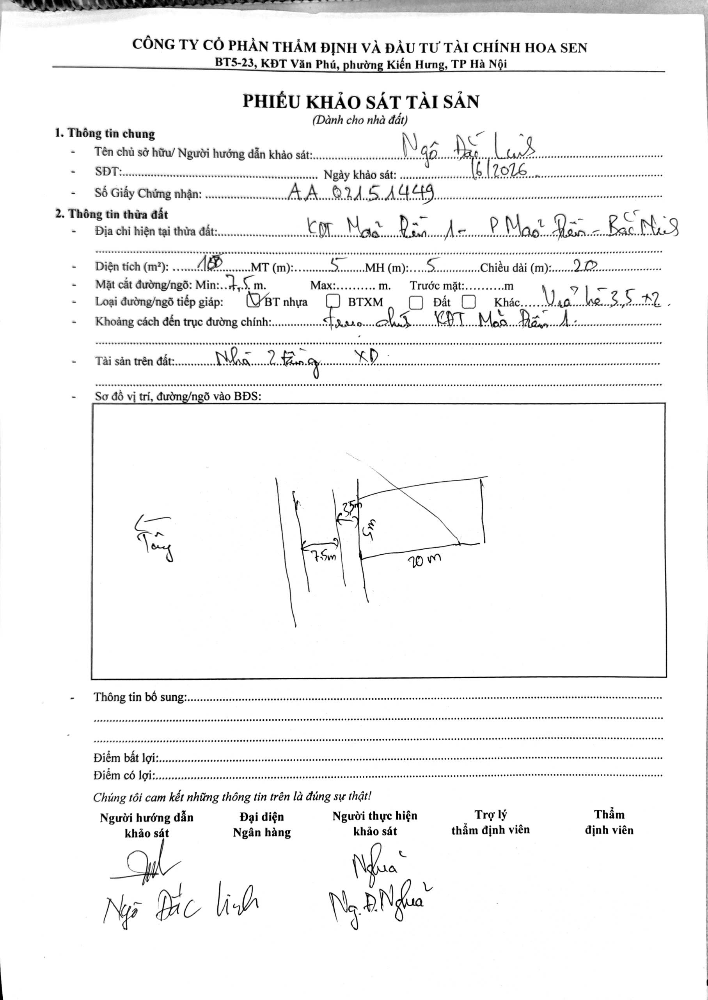 CÔNG TY CỔ PHẦN THẨM ĐỊNH VÀ ĐẦU TƯ TÀI CHÍNH HOA SEN
BT5-23, KĐT Văn Phú, phường Kiến Hưng, TP Hà Nội
PHIẾU KHẢO SÁT TÀI SẢN
(Dành cho nhà đất)
1. Thông tin chung
- Tên chủ sở hữu/ Người hướng dẫn khảo sát: Ngô Đắc Linh
- SĐT: Ngày khảo sát: 1/6/2026
- Số Giấy Chứng nhận: AA 02151449
2. Thông tin thửa đất
- Địa chỉ hiện tại thửa đất: KĐT Mão Điền 1 - P Mão Điền - Bắc Ninh
- Diện tích (m²): 100 MT (m): 5 MH (m): 5 Chiều dài (m): 20
- Mặt cắt đường/ngõ: Min: 7,5 m. Max: m. Trước mặt: m
- Loại đường/ngõ tiếp giáp: BT nhựa BTXM Đất Khác Vỉa hè 3,5 x2.
- Khoảng cách đến trục đường chính: KĐT Mão Điền 1.
- Tài sản trên đất: Nhà 2 tầng XD
- Sơ đồ vị trí, đường/ngõ vào BĐS:
3,5m
5m
Tây
7.5m
20 m
- Thông tin bổ sung:
Điểm bất lợi:
Điểm có lợi:
Chúng tôi cam kết những thông tin trên là đúng sự thật!
Người hướng dẫn khảo sát
Đại diện Ngân hàng
Người thực hiện khảo sát
Trợ lý thẩm định viên
Thẩm định viên
Nghĩa
Ngô Đắc Linh
Ng.Đ.Nghĩa